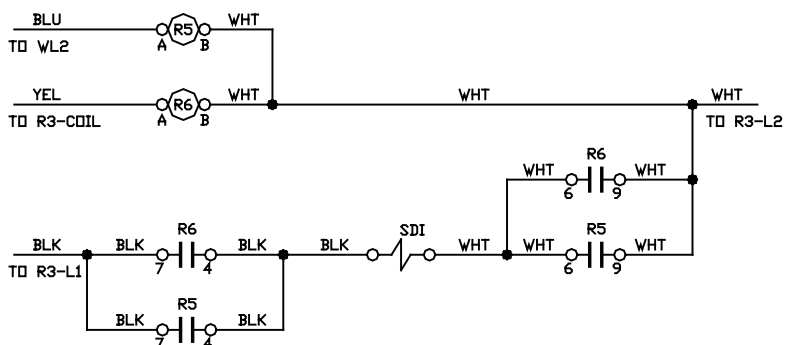 BLU R5 WHT
TO WL2 A B
YEL R6 WHT WHT WHT
TO R3-COIL A B TO R3-L2
R6
WHT WHT
6 9
R6 SDI R5
BLK BLK BLK BLK WHT WHT WHT
TO R3-L1 7 4 6 9
R5
BLK BLK
7 4